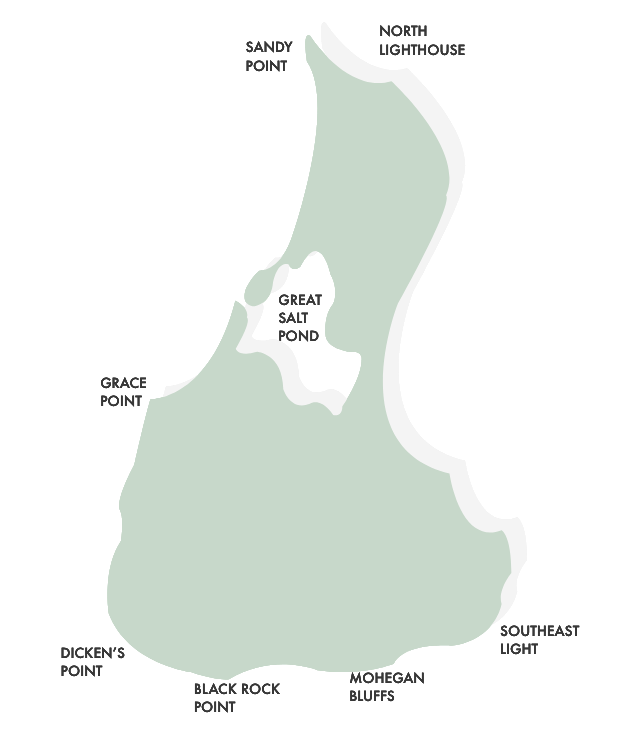 SANDY
POINT
NORTH
LIGHTHOUSE
GREAT
SALT
POND
GRACE
POINT
SOUTHEAST
LIGHT
DICKEN'S
POINT
MOHEGAN
BLUFFS
BLACK ROCK
POINT